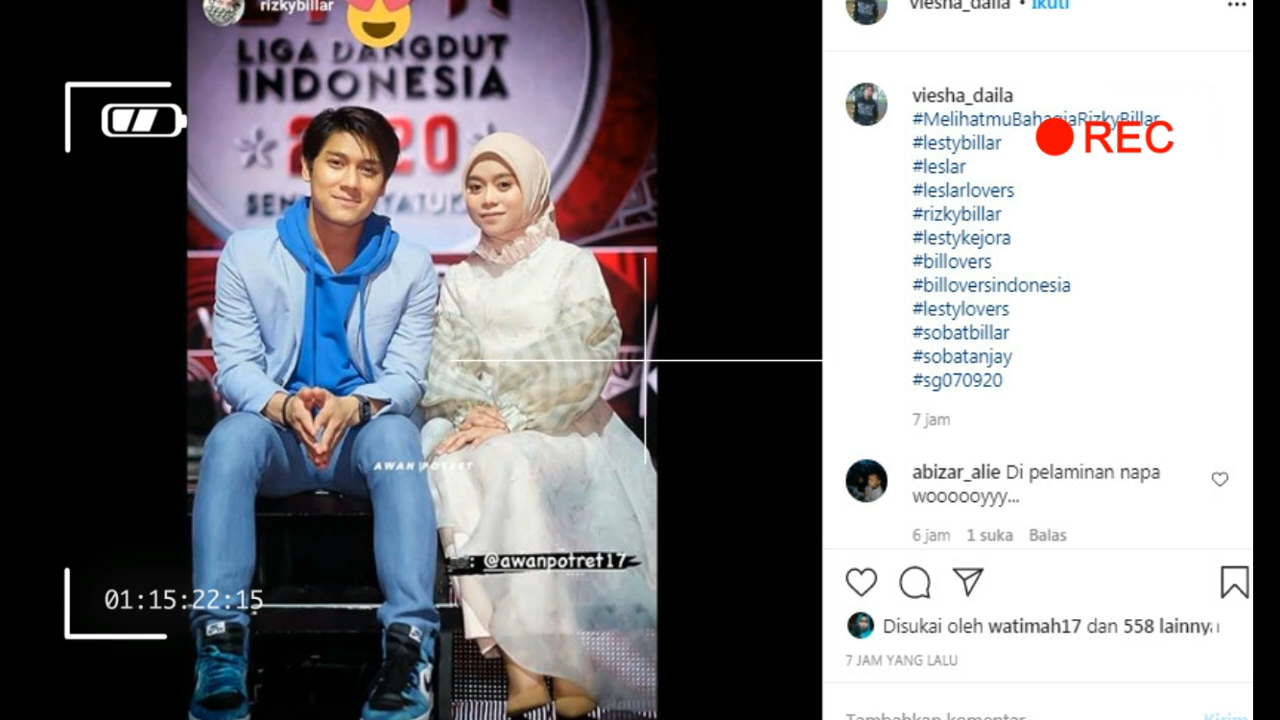 rizkybillar
LIGA DANGDUT
INDONESIA
2020
AWAN POTRET
: @awanpotret17
01:15:22:15
viesha_daila • Ikuti
viesha_daila
#MelihatmuBahagiaRizkyBillar
REC
#lestybillar
#leslar
#leslarlovers
#rizkybillar
#lestykejora
#billovers
#billoversindonesia
#lestylovers
#sobatbillar
#sobatanjay
#sg070920
7 jam
abizar_alie Di pelaminan napa
woooooyyy...
6 jam 1 suka Balas
Disukai oleh watimah17 dan 558 lainnya
7 JAM YANG LALU
Tambahkan komentar
Kirim